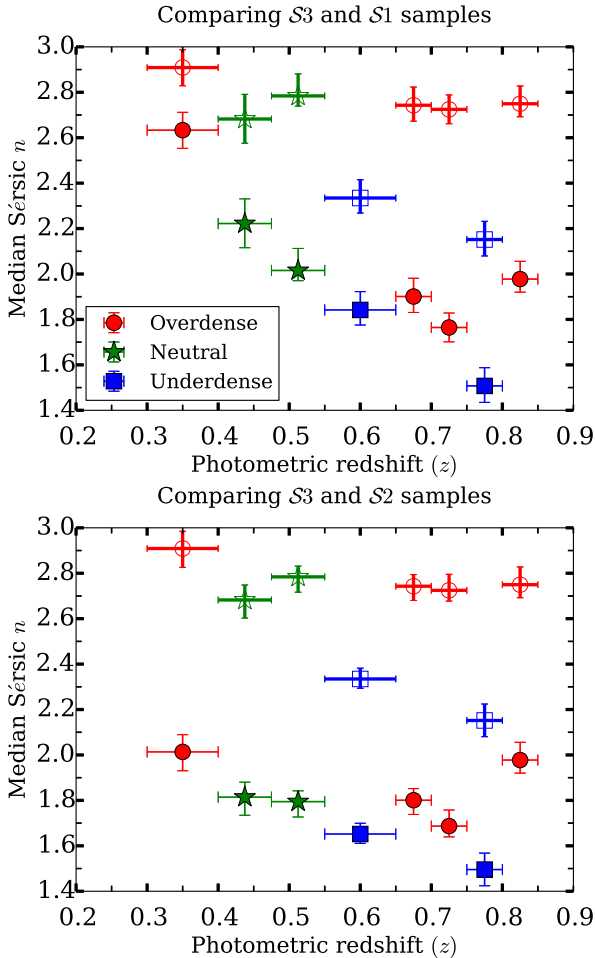 Comparing 𝒮3 and 𝒮1 samples
3.0
2.8
2.6
2.4
2.2
2.0
1.8
1.6
1.4
Median Sérsic n
Overdense
Neutral
Underdense
0.2 0.3 0.4 0.5 0.6 0.7 0.8 0.9
Photometric redshift (z)
Comparing 𝒮3 and 𝒮2 samples
3.0
2.8
2.6
2.4
2.2
2.0
1.8
1.6
1.4
Median Sérsic n
0.2 0.3 0.4 0.5 0.6 0.7 0.8 0.9
Photometric redshift (z)